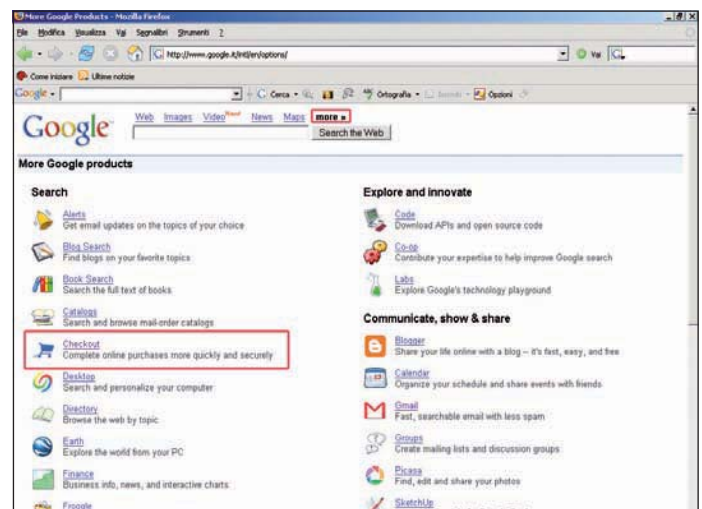 More Google Products - Mozilla Firefox
File Modifica Visualizza Vai Segnalibri Strumenti ?
http://www.google.it/intl/en/options/ Vai
Come iniziare Ultime notizie
Google Cerca Ortografia Opzioni
Google Web Images Video New! News Maps more »
Search the Web
More Google products
Search
Alerts
Get email updates on the topics of your choice
Blog Search
Find blogs on your favorite topics
Book Search
Search the full text of books
Catalogs
Search and browse mail-order catalogs
Checkout
Complete online purchases more quickly and securely
Desktop
Search and personalize your computer
Directory
Browse the web by topic
Earth
Explore the world from your PC
Finance
Business info, news, and interactive charts
Froogle
Explore and innovate
Code
Download APIs and open source code
Co-op
Contribute your expertise to help improve Google search
Labs
Explore Google's technology playground
Communicate, show & share
Blogger
Share your life online with a blog -- it's fast, easy, and free
Calendar
Organize your schedule and share events with friends
Gmail
Fast, searchable email with less spam
Groups
Create mailing lists and discussion groups
Picasa
Find, edit and share your photos
SketchUp